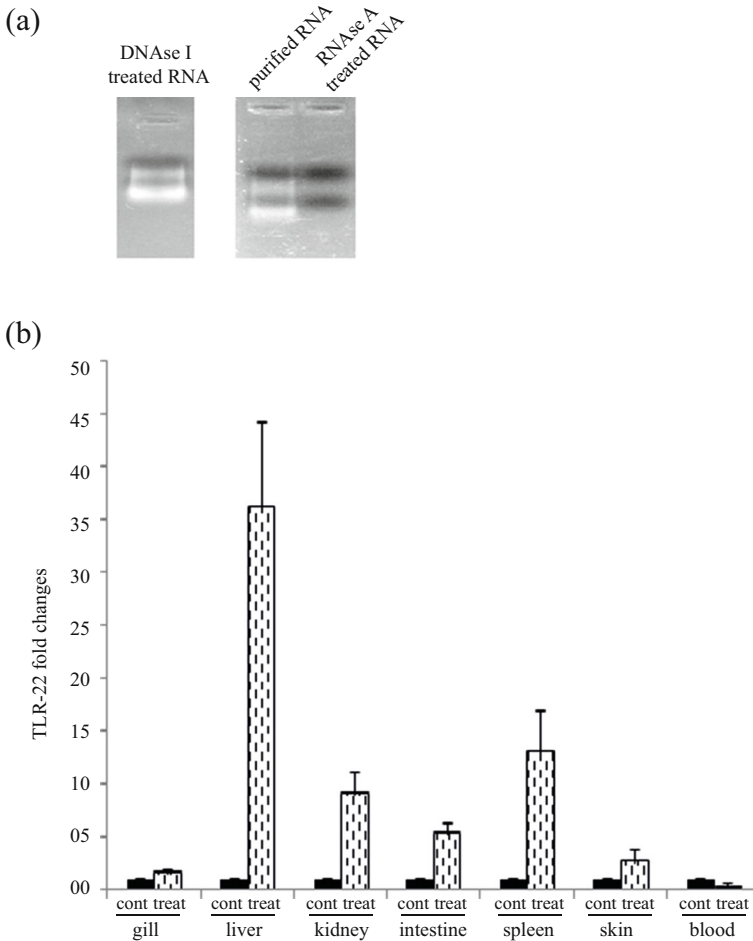 (a)
DNAse I
treated RNA
purified RNA
RNAse A
treated RNA
(b)
TLR-22 fold changes
50
45
40
35
30
25
20
15
10
05
00
cont treat cont treat cont treat cont treat cont treat cont treat cont treat
gill liver kidney intestine spleen skin blood